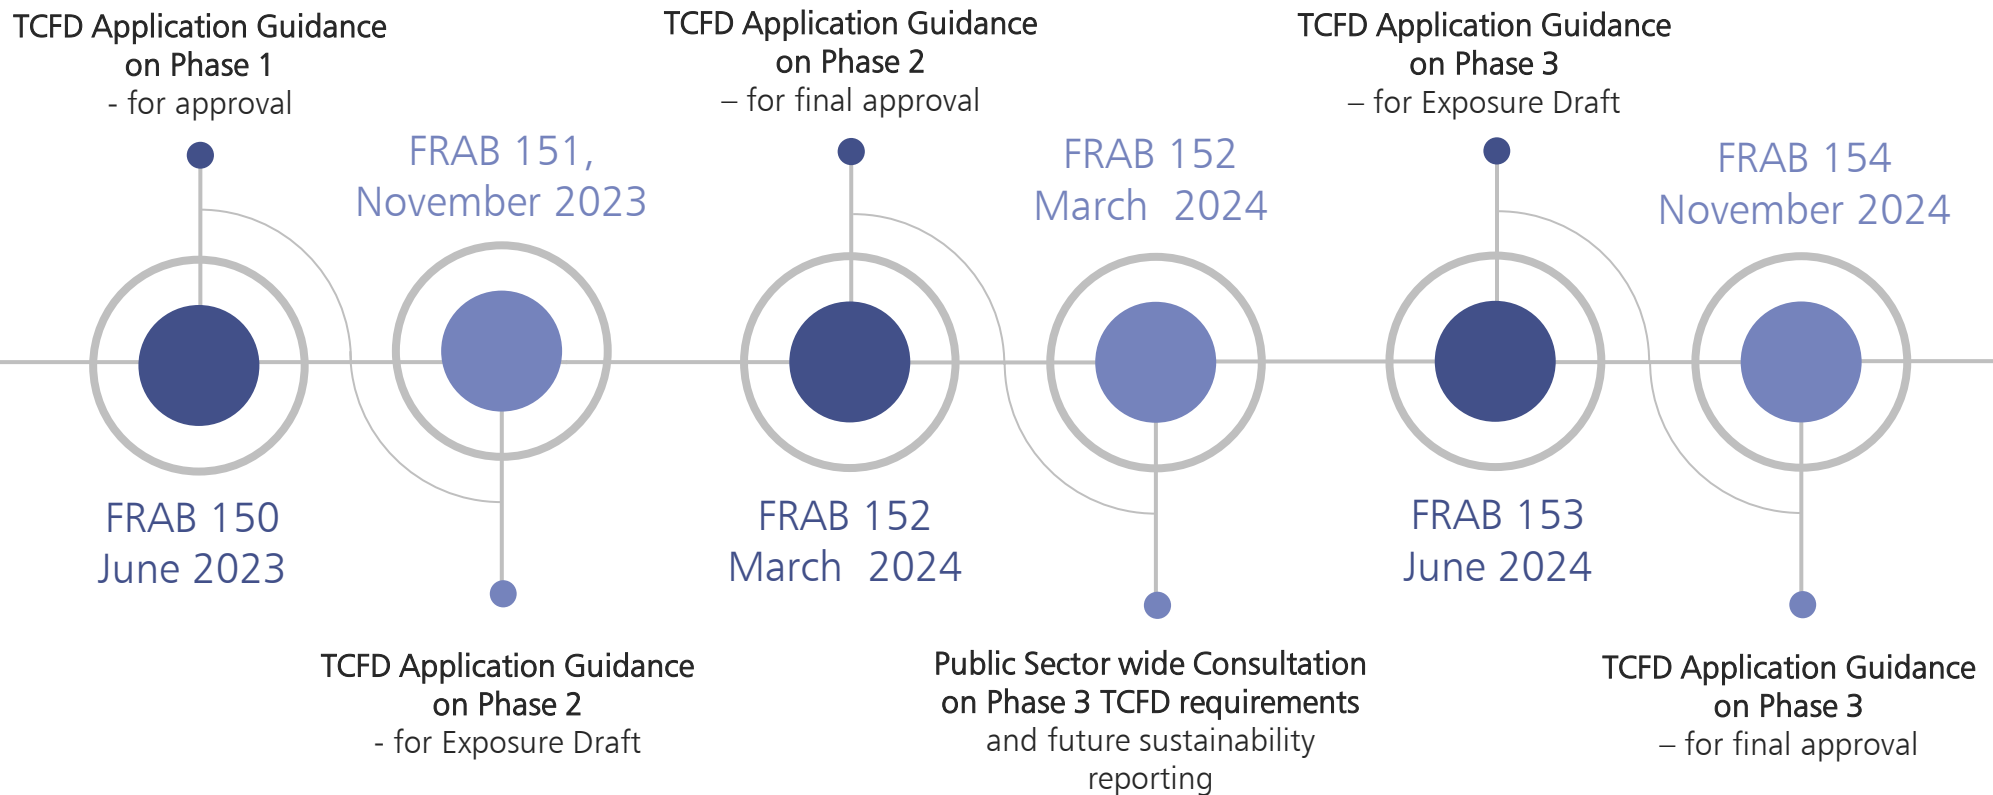 TCFD Application Guidance
on Phase 1
- for approval
FRAB 150
June 2023
FRAB 151,
November 2023
TCFD Application Guidance
on Phase 2
- for Exposure Draft
TCFD Application Guidance
on Phase 2
– for final approval
FRAB 152
March  2024
FRAB 152
March  2024
Public Sector wide Consultation
on Phase 3 TCFD requirements
and future sustainability
reporting
TCFD Application Guidance
on Phase 3
– for Exposure Draft
FRAB 153
June 2024
FRAB 154
November 2024
TCFD Application Guidance
on Phase 3
– for final approval